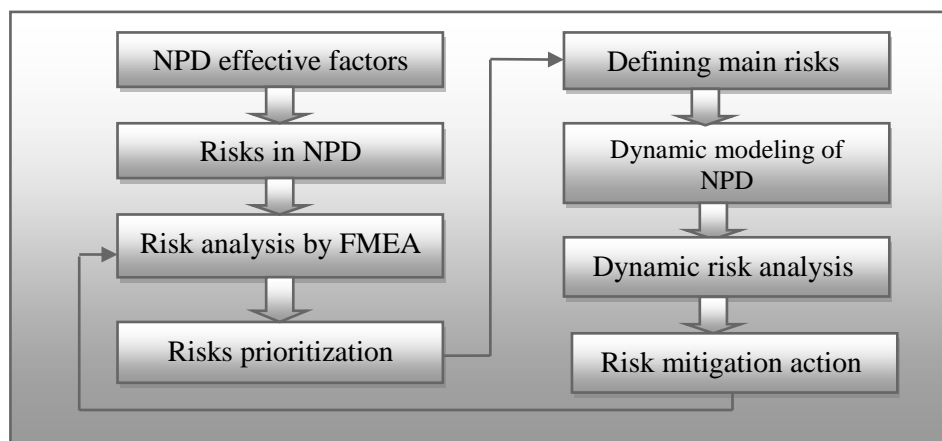 NPD effective factors
Risks in NPD
Risk analysis by FMEA
Risks prioritization
Defining main risks
Dynamic modeling of
NPD
Dynamic risk analysis
Risk mitigation action